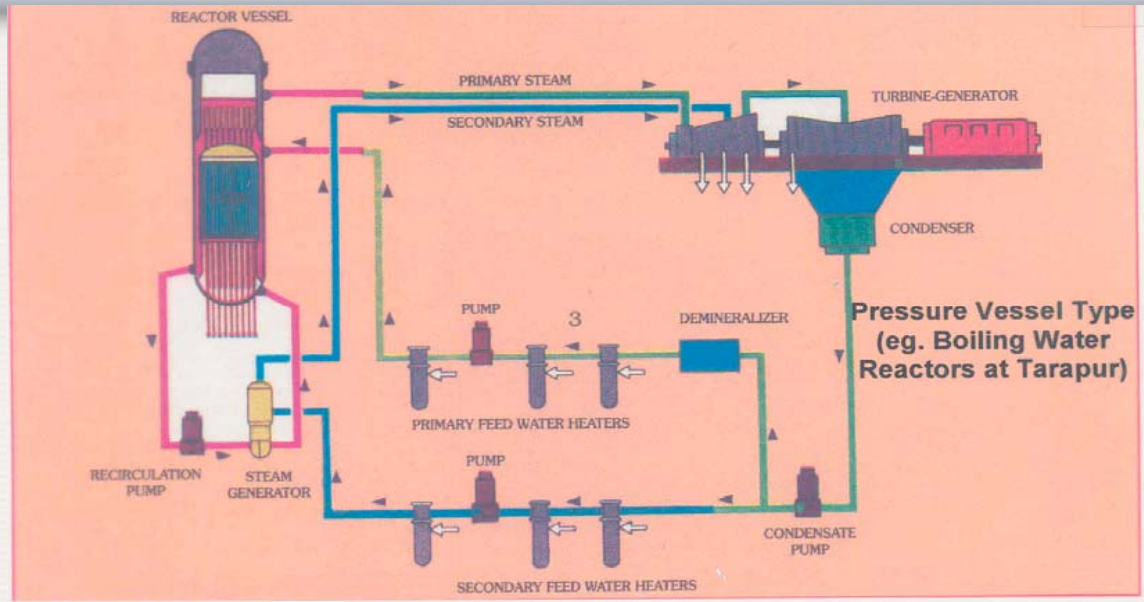 REACTOR VESSEL
PRIMARY STEAM
SECONDARY STEAM
TURBINE-GENERATOR
CONDENSER
PUMP
3
DEMINERALIZER
Pressure Vessel Type
(eg. Boiling Water
Reactors at Tarapur)
PRIMARY FEED WATER HEATERS
RECIRCULATION
PUMP
STEAM
GENERATOR
PUMP
CONDENSATE
PUMP
SECONDARY FEED WATER HEATERS